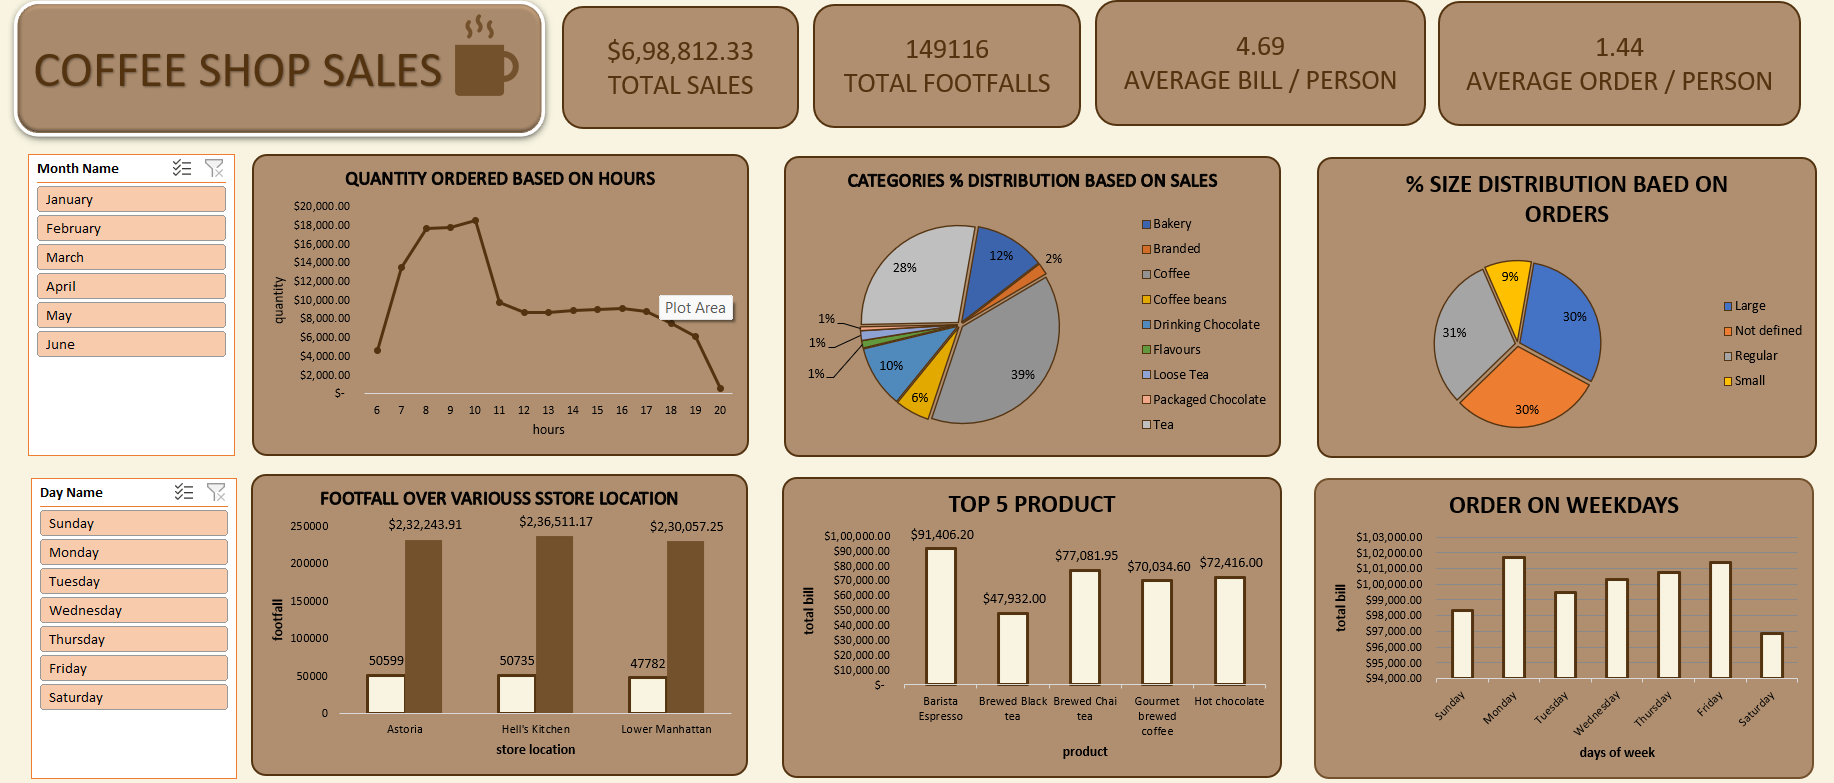 COFFEE SHOP SALES
$6,98,812.33
TOTAL SALES
149116
TOTAL FOOTFALLS
4.69
AVERAGE BILL / PERSON
1.44
AVERAGE ORDER / PERSON
Month Name
January
February
March
April
May
June
QUANTITY ORDERED BASED ON HOURS
quantity
$20,000.00
$18,000.00
$16,000.00
$14,000.00
$12,000.00
$10,000.00
$8,000.00
$6,000.00
$4,000.00
$2,000.00
$-
Plot Area
6 7 8 9 10 11 12 13 14 15 16 17 18 19 20
hours
CATEGORIES % DISTRIBUTION BASED ON SALES
12%
2%
39%
6%
10%
1%
1%
1%
28%
Bakery
Branded
Coffee
Coffee beans
Drinking Chocolate
Flavours
Loose Tea
Packaged Chocolate
Tea
% SIZE DISTRIBUTION BAED ON
ORDERS
30%
30%
31%
9%
Large
Not defined
Regular
Small
Day Name
Sunday
Monday
Tuesday
Wednesday
Thursday
Friday
Saturday
FOOTFALL OVER VARIOUSS SSTORE LOCATION
footfall
250000
200000
150000
100000
50000
0
$2,32,243.91 $2,36,511.17 $2,30,057.25
50599 50735 47782
Astoria Hell's Kitchen Lower Manhattan
store location
TOP 5 PRODUCT
total bill
$1,00,000.00
$90,000.00
$80,000.00
$70,000.00
$60,000.00
$50,000.00
$40,000.00
$30,000.00
$20,000.00
$10,000.00
$-
$91,406.20
$47,932.00
$77,081.95
$70,034.60
$72,416.00
Barista
Espresso
Brewed Black
tea
Brewed Chai
tea
Gourmet
brewed
coffee
Hot chocolate
product
ORDER ON WEEKDAYS
total bill
$1,03,000.00
$1,02,000.00
$1,01,000.00
$1,00,000.00
$99,000.00
$98,000.00
$97,000.00
$96,000.00
$95,000.00
$94,000.00
Sunday
Monday
Tuesday
Wednesday
Thursday
Friday
Saturday
days of week